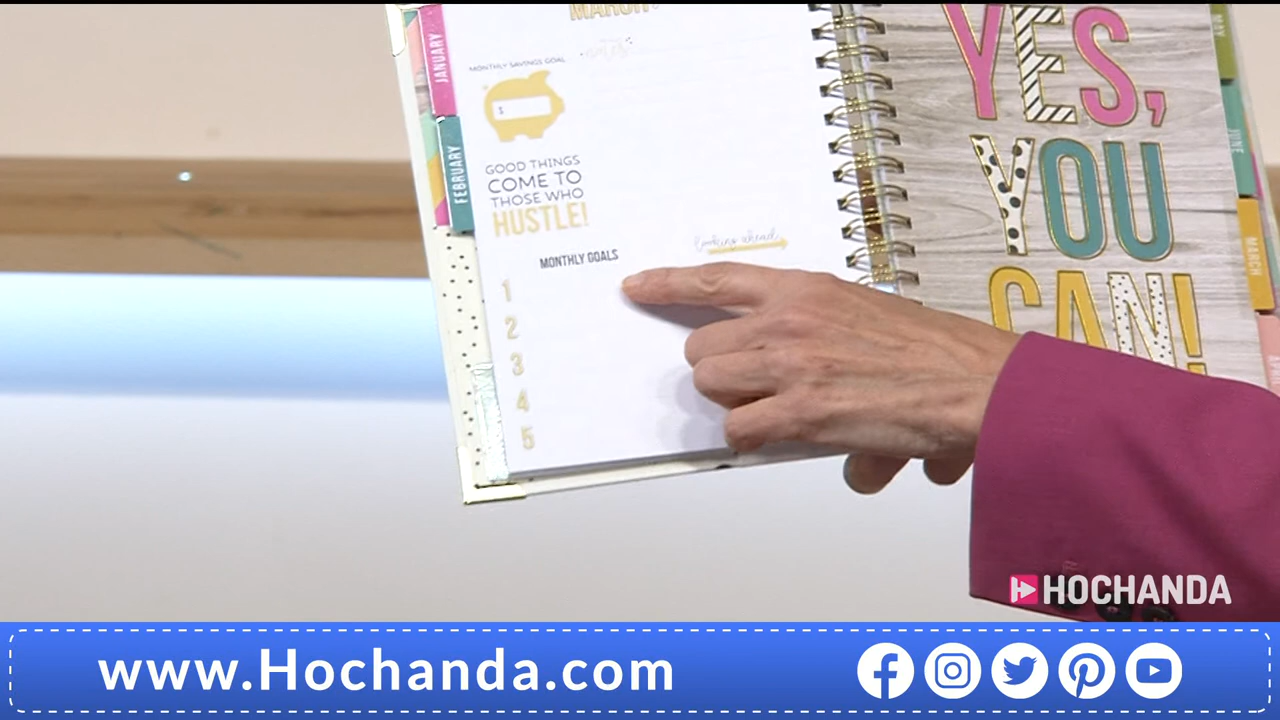 MARCH
notes
MONTHLY SAVINGS GOAL
$
GOOD THINGS
COME TO
THOSE WHO
HUSTLE!
looking ahead
MONTHLY GOALS
1
2
3
4
5
JANUARY
FEBRUARY
YES,
YOU
CAN!
MAY
JUNE
MARCH
HOCHANDA
www.Hochanda.com